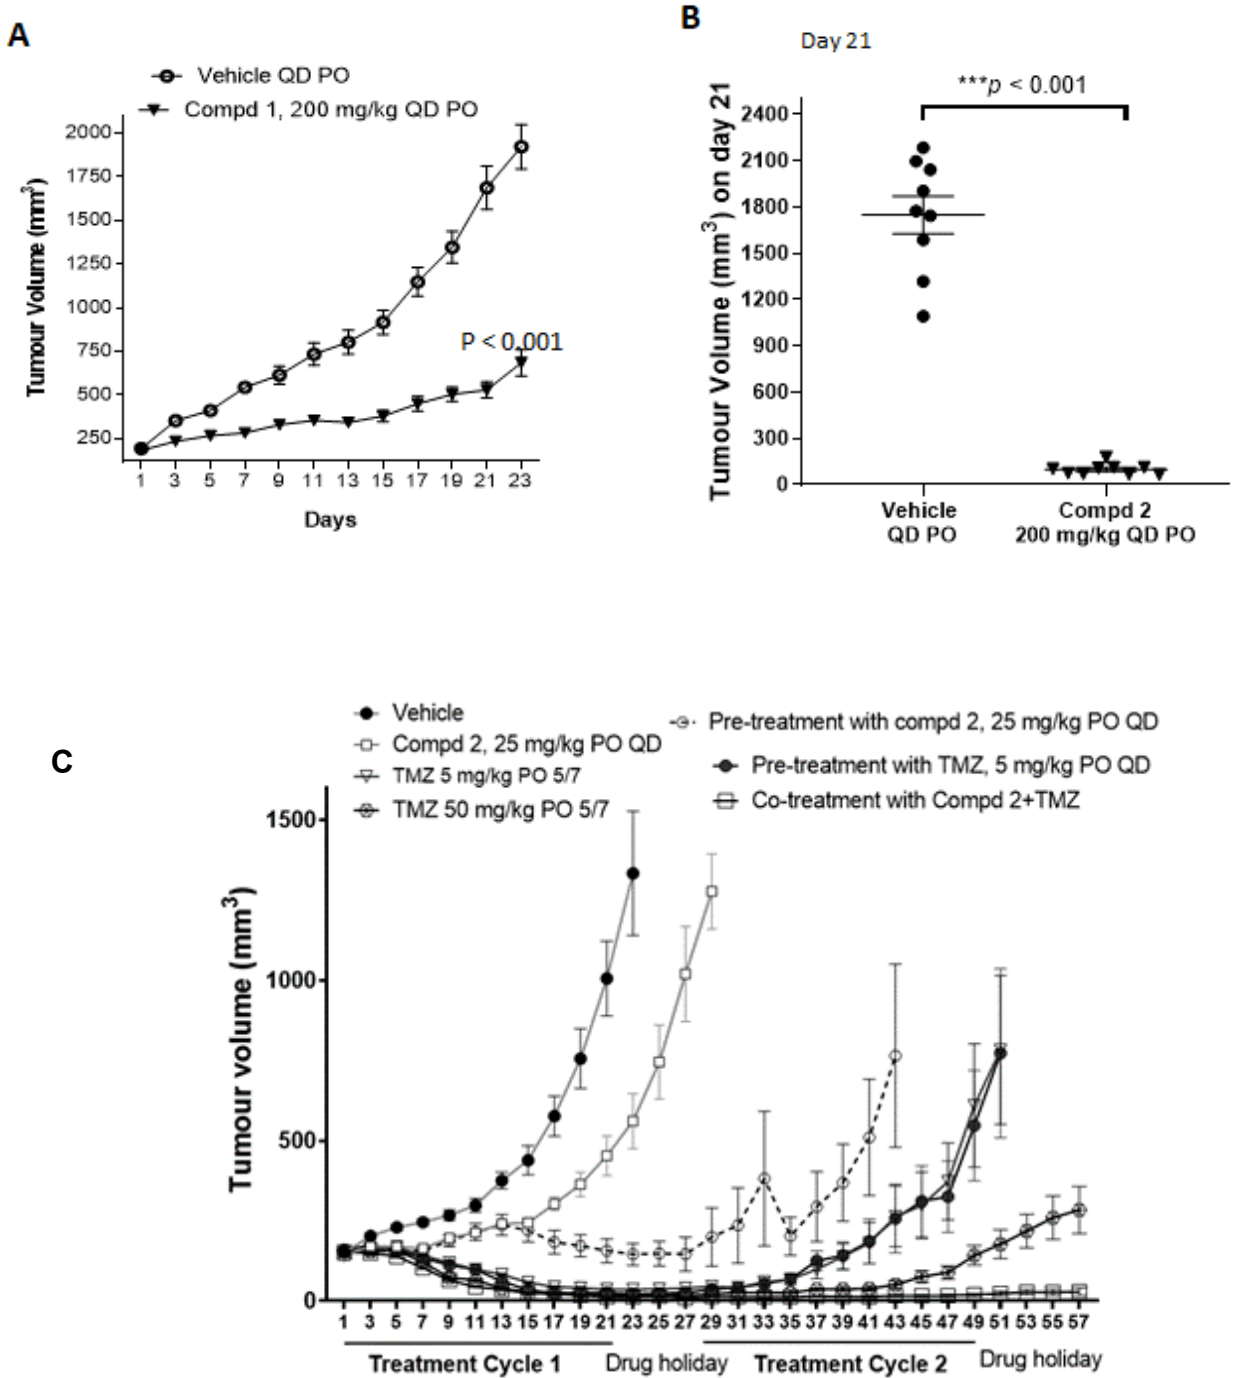 A
Vehicle QD PO
Compd 1, 200 mg/kg QD PO
Tumour Volume (mm³)
2000
1750
1500
1250
1000
750
500
250
P < 0.001
1 3 5 7 9 11 13 15 17 19 21 23
Days
B
Day 21
***p < 0.001
Tumour Volume (mm³) on day 21
2400
2100
1800
1500
1200
900
600
300
0
Vehicle
QD PO
Compd 2
200 mg/kg QD PO
C
Vehicle
Compd 2, 25 mg/kg PO QD
TMZ 5 mg/kg PO 5/7
TMZ 50 mg/kg PO 5/7
Pre-treatment with compd 2, 25 mg/kg PO QD
Pre-treatment with TMZ, 5 mg/kg PO QD
Co-treatment with Compd 2+TMZ
Tumour volume (mm³)
1500
1000
500
0
1 3 5 7 9 11 13 15 17 19 21 23 25 27 29 31 33 35 37 39 41 43 45 47 49 51 53 55 57
Treatment Cycle 1
Drug holiday
Treatment Cycle 2
Drug holiday